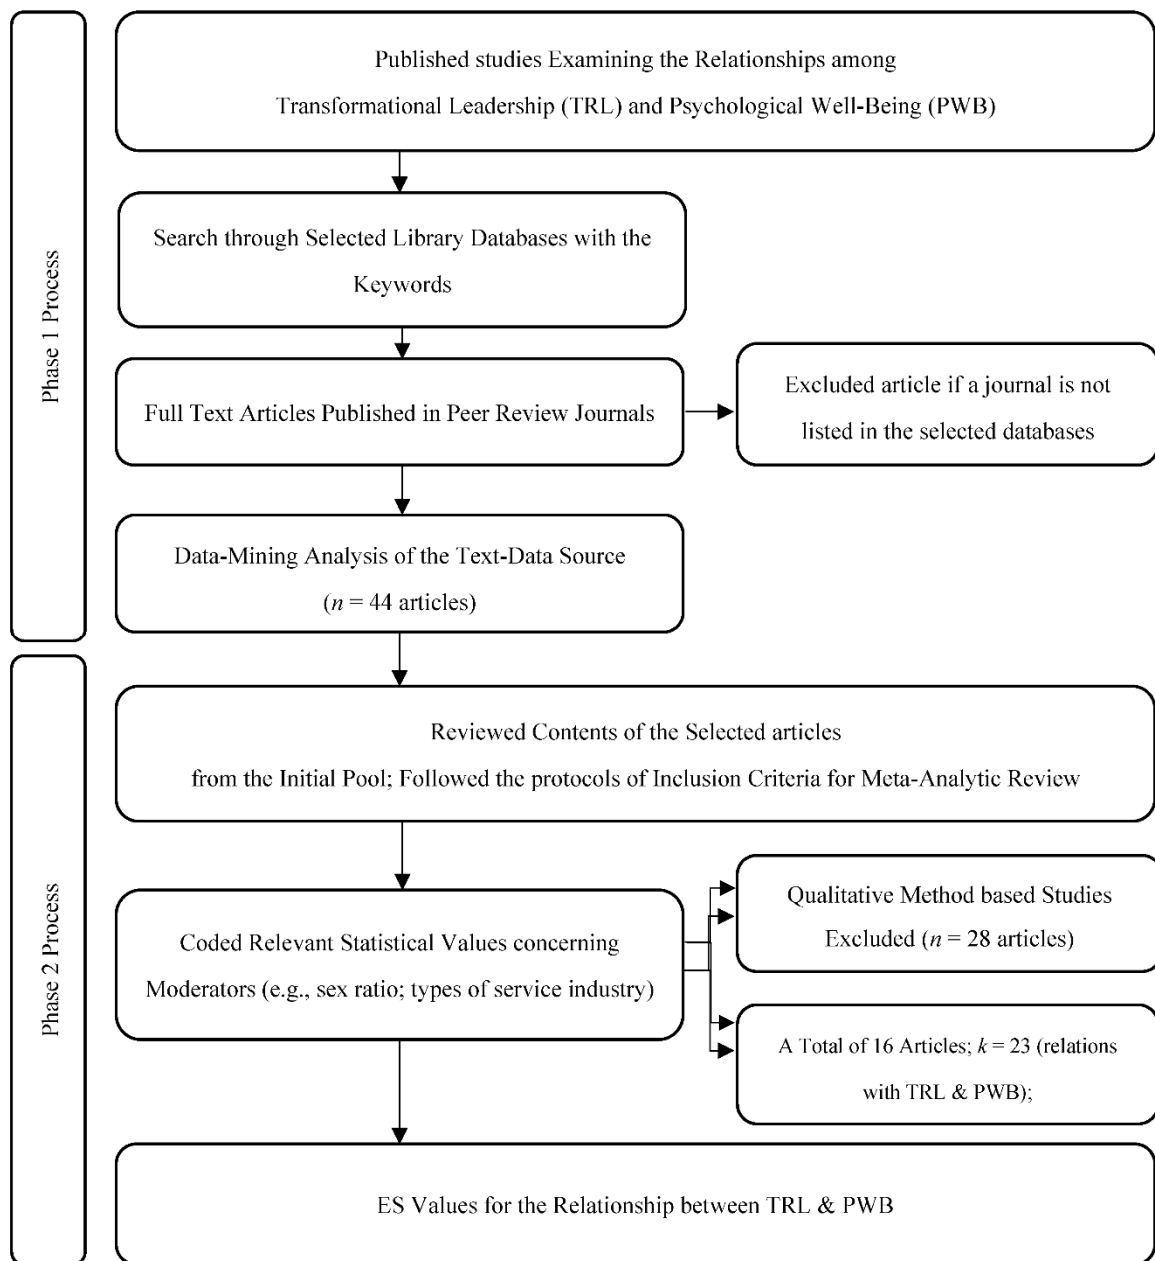 Phase 1 Process
Published studies Examining the Relationships among
Transformational Leadership (TRL) and Psychological Well-Being (PWB)
Search through Selected Library Databases with the
Keywords
Full Text Articles Published in Peer Review Journals
Excluded article if a journal is not
listed in the selected databases
Data-Mining Analysis of the Text-Data Source
(n = 44 articles)
Phase 2 Process
Reviewed Contents of the Selected articles
from the Initial Pool; Followed the protocols of Inclusion Criteria for Meta-Analytic Review
Coded Relevant Statistical Values concerning
Moderators (e.g., sex ratio; types of service industry)
Qualitative Method based Studies
Excluded (n = 28 articles)
A Total of 16 Articles; k = 23 (relations
with TRL & PWB);
ES Values for the Relationship between TRL & PWB